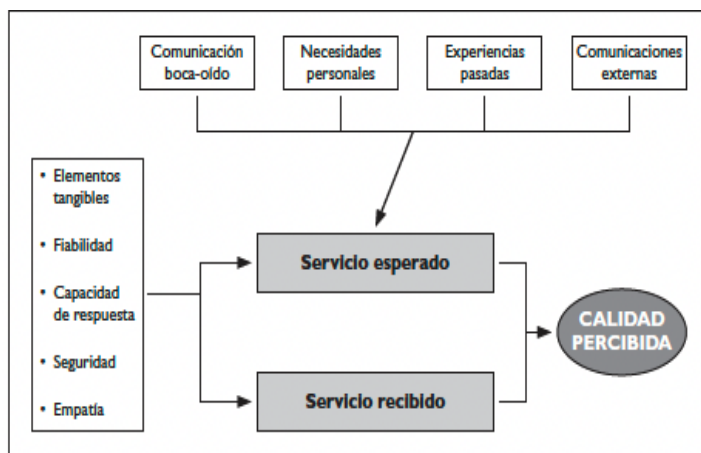 Comunicación
boca-oído
Necesidades
personales
Experiencias
pasadas
Comunicaciones
externas
• Elementos
tangibles
• Fiabilidad
• Capacidad
de respuesta
• Seguridad
• Empatía
Servicio esperado
Servicio recibido
CALIDAD
PERCIBIDA